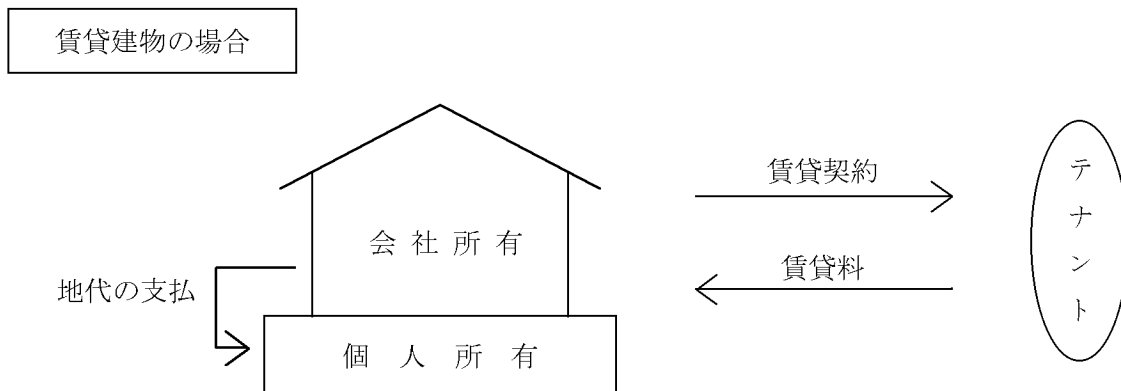 賃貸建物の場合
賃貸契約
会社所有
賃貸料
地代の支払
個人所有
テナント